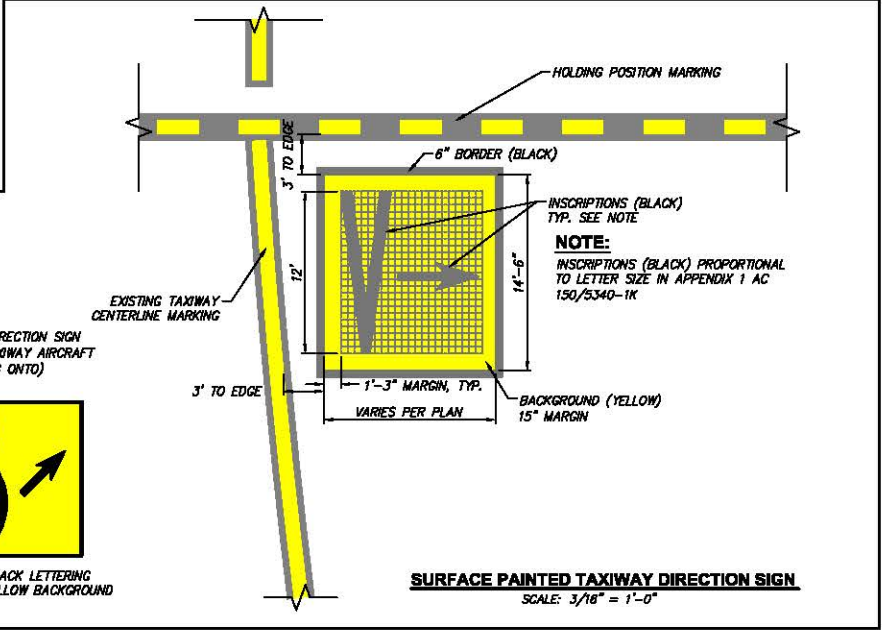 HOLDING POSITION MARKING
3' TO EDGE
6" BORDER (BLACK)
INSCRIPTIONS (BLACK)
TYP. SEE NOTE
NOTE:
INSCRIPTIONS (BLACK) PROPORTIONAL
TO LETTER SIZE IN APPENDIX 1 AC
150/5340-1K
V
12'
14'-6"
EXISTING TAXIWAY
CENTERLINE MARKING
RECTION SIGN
IWAY AIRCRAFT
ONTO)
3' TO EDGE
1'-3" MARGIN, TYP.
VARIES PER PLAN
BACKGROUND (YELLOW)
15" MARGIN
ACK LETTERING
LLOW BACKGROUND
SURFACE PAINTED TAXIWAY DIRECTION SIGN
SCALE: 3/16" = 1'-0"